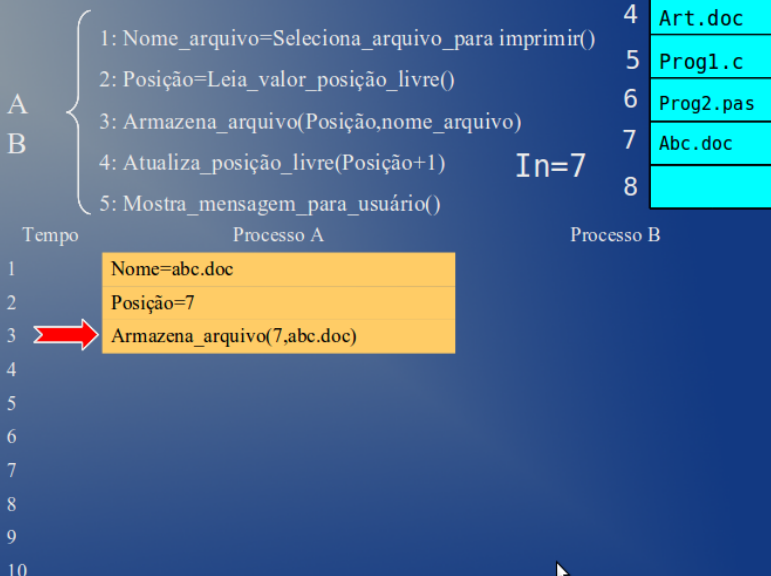 1: Nome_arquivo=Seleciona_arquivo_para imprimir()
2: Posição=Leia_valor_posição_livre()
A
3: Armazena_arquivo(Posição,nome_arquivo)
B
4: Atualiza_posição_livre(Posição+1)
5: Mostra_mensagem_para_usuário()
In=7
4 Art.doc
5 Prog1.c
6 Prog2.pas
7 Abc.doc
8
Tempo Processo A Processo B
1 Nome=abc.doc
2 Posição=7
3 Armazena_arquivo(7,abc.doc)
4
5
6
7
8
9
10